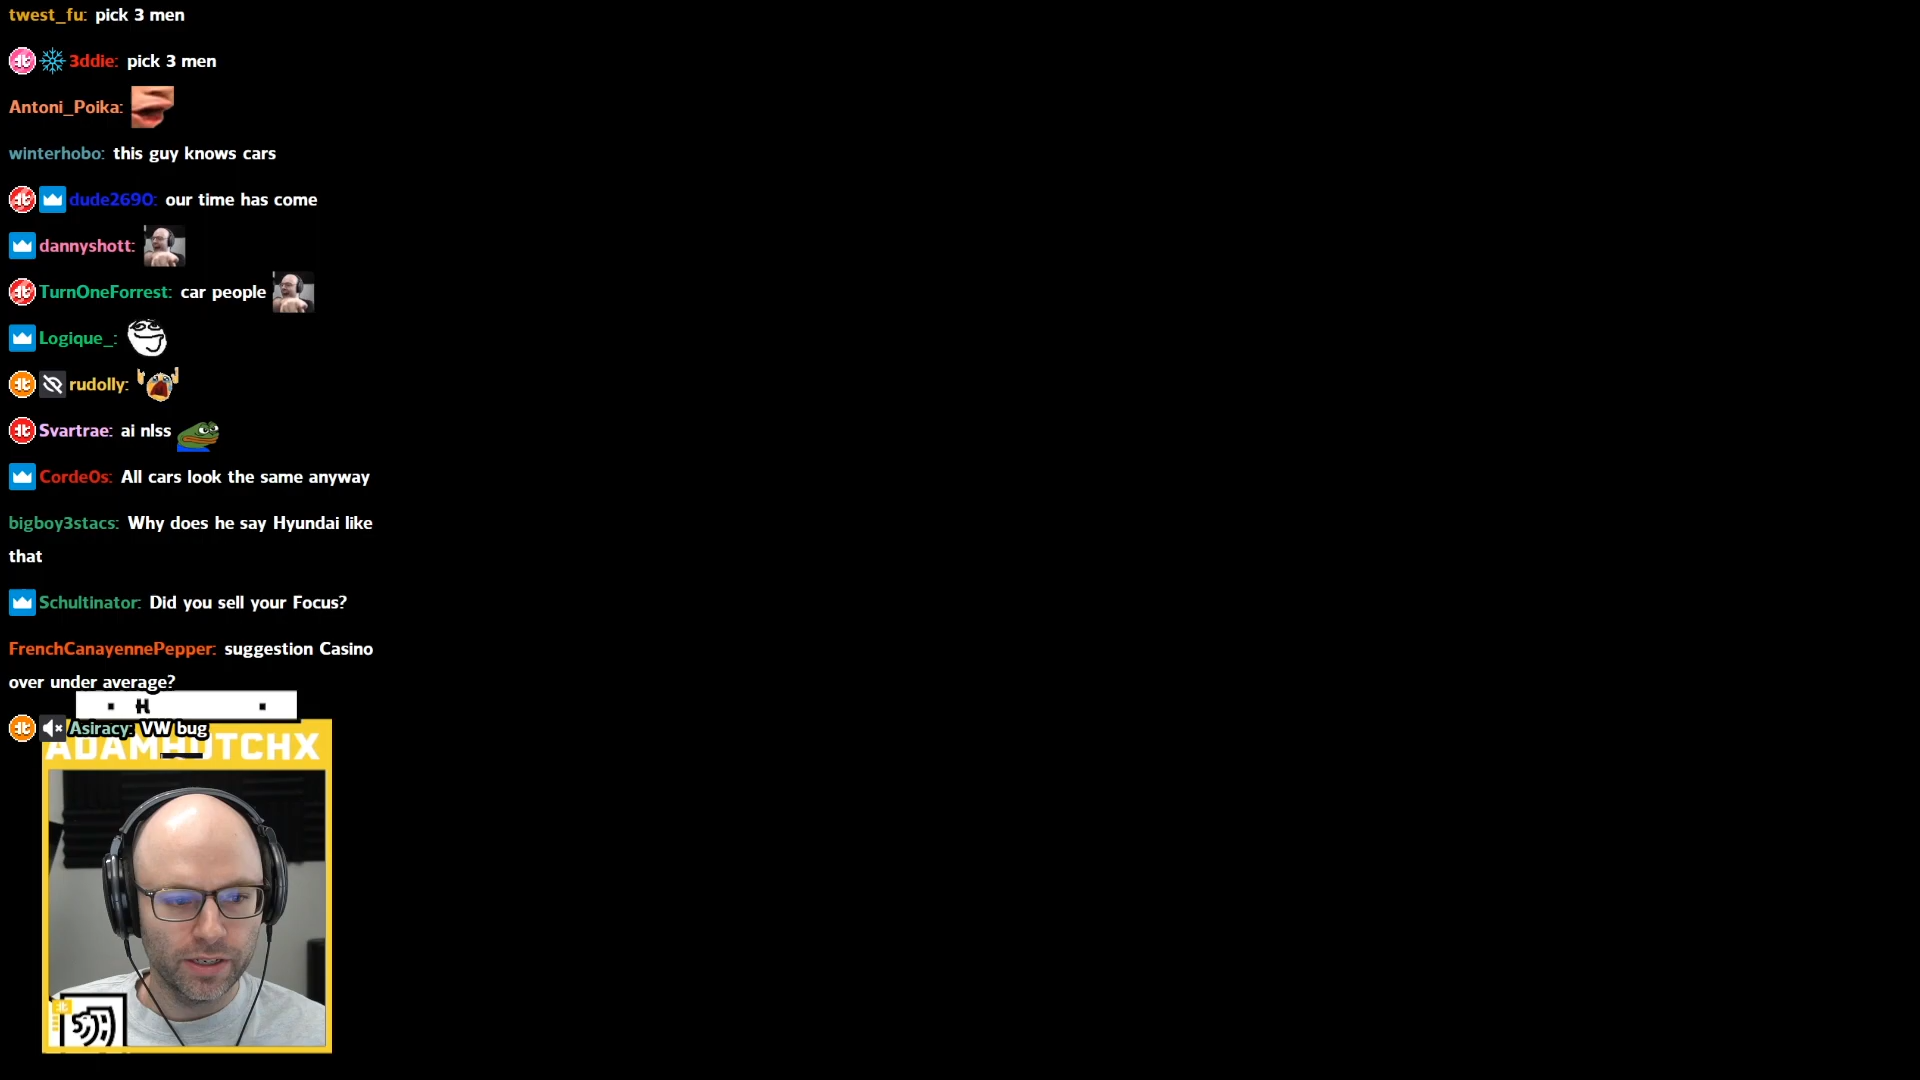 twest_fu: pick 3 men
3ddie: pick 3 men
Antoni_Poika:
winterhobo: this guy knows cars
dude2690: our time has come
dannyshott:
TurnOneForrest: car people
Logique_:
rudolly:
Svartrae: ai nlss
Corde0s: All cars look the same anyway
bigboy3stacs: Why does he say Hyundai like
that
Schultinator: Did you sell your Focus?
FrenchCanayennePepper: suggestion Casino
over under average?
Asiracy: VW bug
ADAMHUTCHX